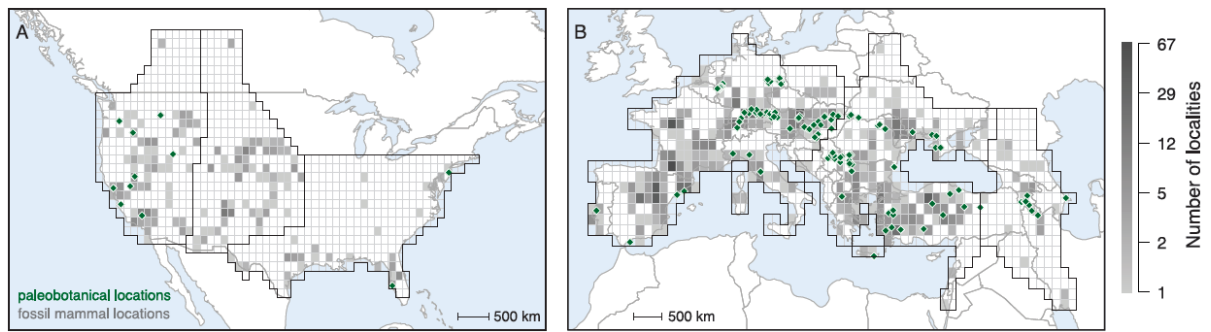 A
paleobotanical locations
fossil mammal locations
500 km
B
500 km
67
29
12
5
2
1
Number of localities